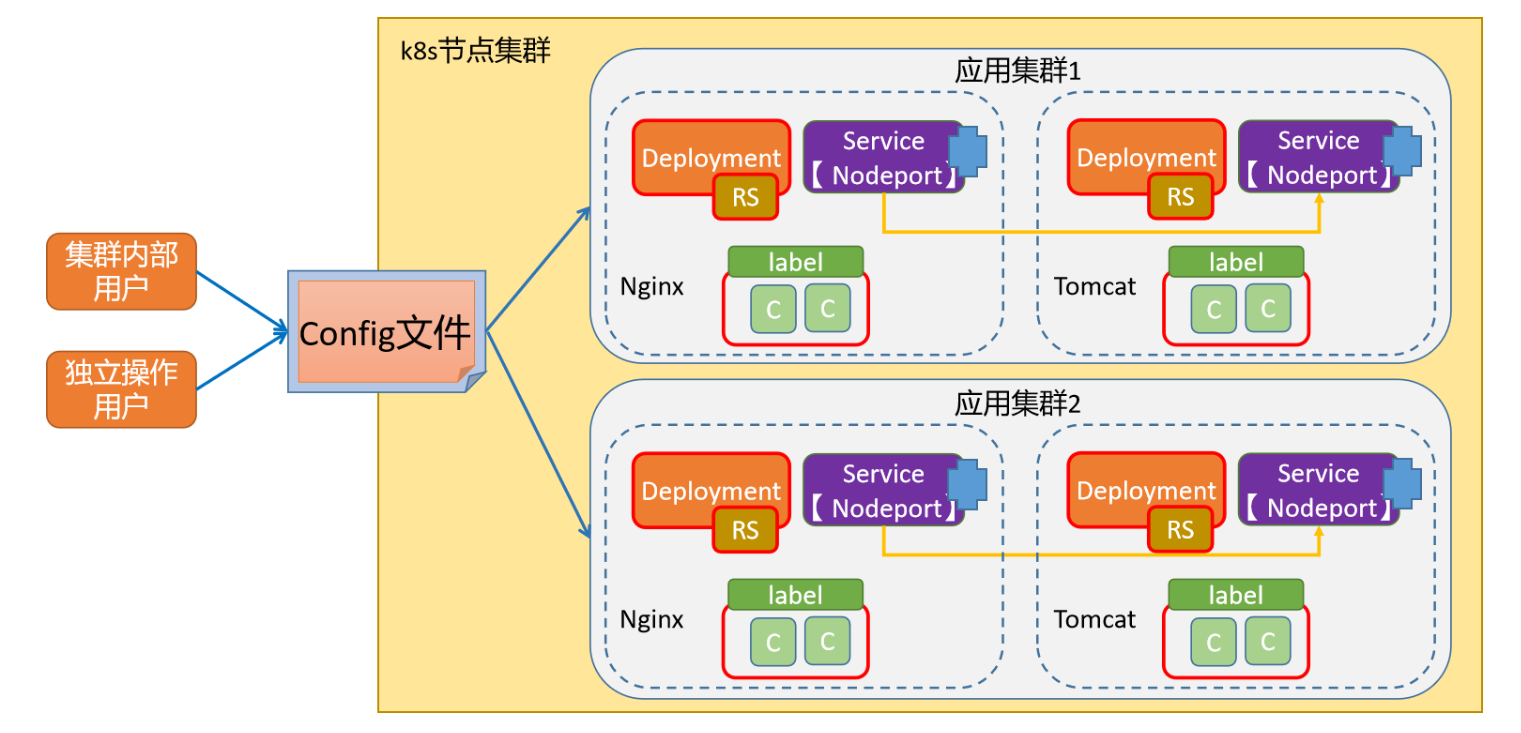 k8s节点集群
集群内部
用户
独立操作
用户
Config文件
应用集群1
Deployment
RS
Service
【 Nodeport】
Nginx
label
C
C
Deployment
RS
Service
【 Nodeport】
Tomcat
label
C
C
应用集群2
Deployment
RS
Service
【 Nodeport】
Nginx
label
C
C
Deployment
RS
Service
【 Nodeport】
Tomcat
label
C
C